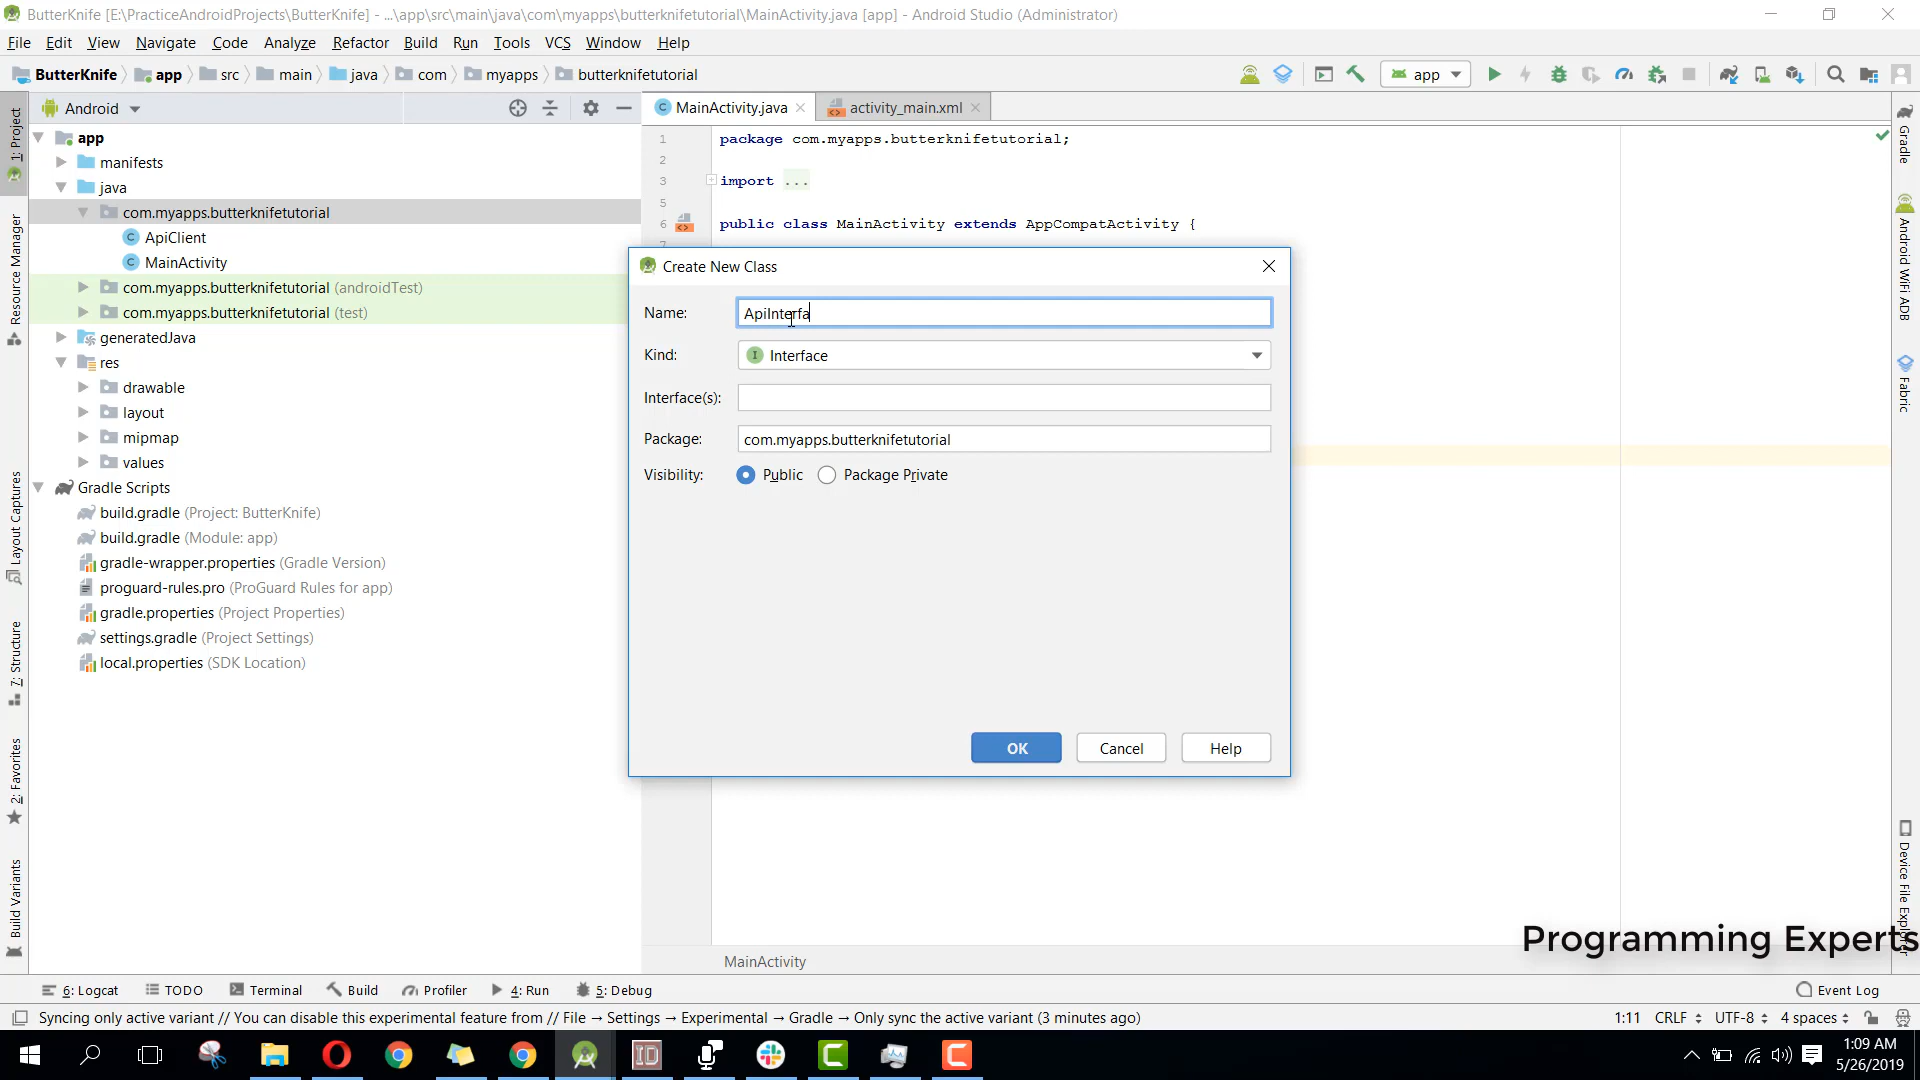 ButterKnife [E:\PracticeAndroidProjects\ButterKnife] - ...\app\src\main\java\com\myapps\butterknifetutorial\MainActivity.java [app] - Android Studio (Administrator)
File Edit View Navigate Code Analyze Refactor Build Run Tools VCS Window Help
ButterKnife app src main java com myapps butterknifetutorial app
Android MainActivity.java activity_main.xml
1: Project
Resource Manager
Layout Captures
7: Structure
2: Favorites
Build Variants
app
manifests
java
com.myapps.butterknifetutorial
ApiClient
MainActivity
com.myapps.butterknifetutorial (androidTest)
com.myapps.butterknifetutorial (test)
generatedJava
res
drawable
layout
mipmap
values
Gradle Scripts
build.gradle (Project: ButterKnife)
build.gradle (Module: app)
gradle-wrapper.properties (Gradle Version)
proguard-rules.pro (ProGuard Rules for app)
gradle.properties (Project Properties)
settings.gradle (Project Settings)
local.properties (SDK Location)
1 package com.myapps.butterknifetutorial;
2
3 import ...
5
6 public class MainActivity extends AppCompatActivity {
7
Create New Class
Name: ApiInterfa
Kind: I Interface
Interface(s):
Package: com.myapps.butterknifetutorial
Visibility: Public Package Private
OK Cancel Help
Gradle
Android WiFi ADB
Fabric
Device File Explorer
Programming Experts
MainActivity
6: Logcat TODO Terminal Build Profiler 4: Run 5: Debug Event Log
Syncing only active variant // You can disable this experimental feature from // File → Settings → Experimental → Gradle → Only sync the active variant (3 minutes ago) 1:11 CRLF UTF-8 4 spaces
1:09 AM
5/26/2019